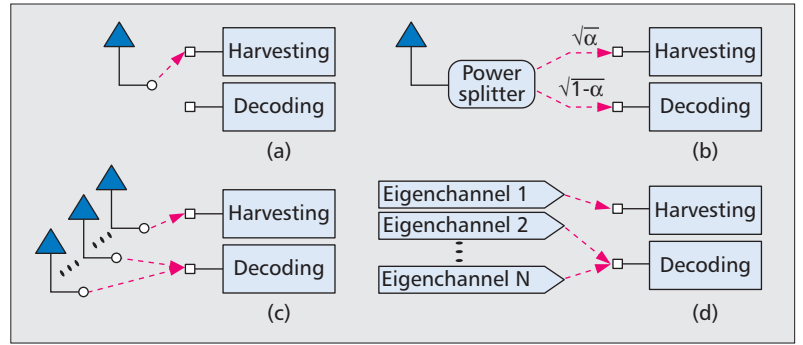 Harvesting
Decoding
(a)
Power
splitter
√α
√1-α
Harvesting
Decoding
(b)
Harvesting
Decoding
(c)
Eigenchannel 1
Eigenchannel 2
Eigenchannel N
Harvesting
Decoding
(d)